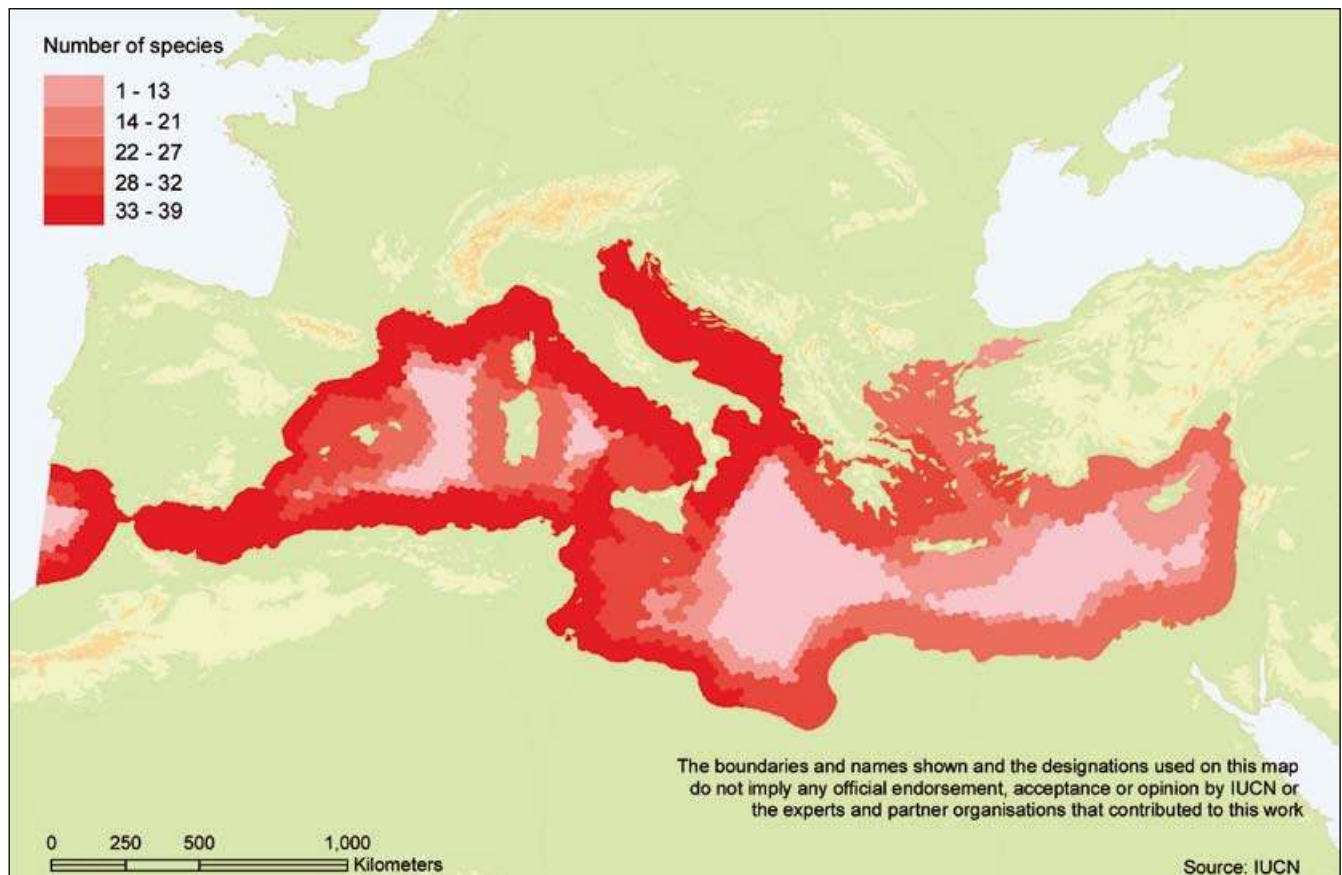 Number of species
1 - 13
14 - 21
22 - 27
28 - 32
33 - 39
The boundaries and names shown and the designations used on this map
do not imply any official endorsement, acceptance or opinion by IUCN or
the experts and partner organisations that contributed to this work
0 250 500 1,000
Kilometers
Source: IUCN